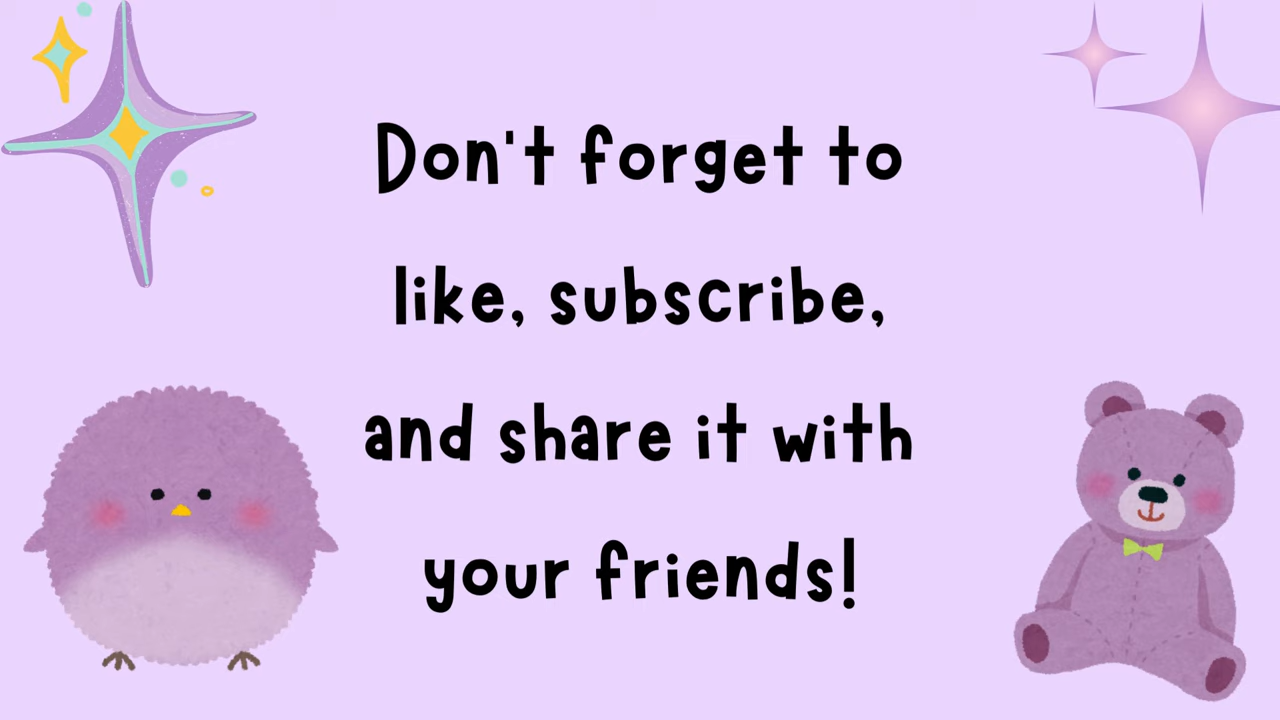 Don't forget to
like, subscribe,
and share it with
your friends!